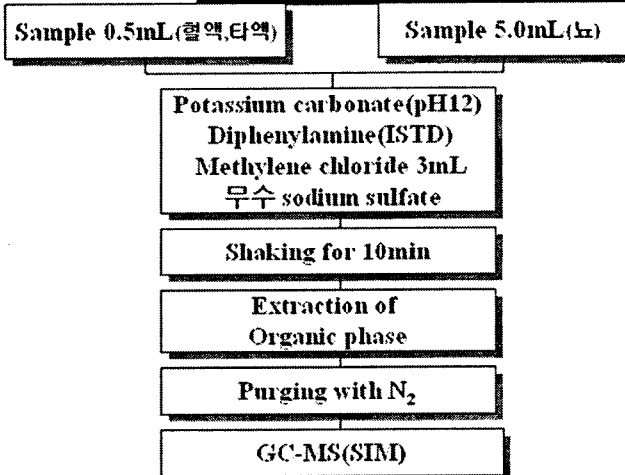 Sample 0.5mL(혈액,타액)
Sample 5.0mL(뇨)
Potassium carbonate(pH12)
Diphenylamine(ISTD)
Methylene chloride 3mL
무수 sodium sulfate
Shaking for 10min
Extraction of
Organic phase
Purging with N₂
GC-MS(SIM)